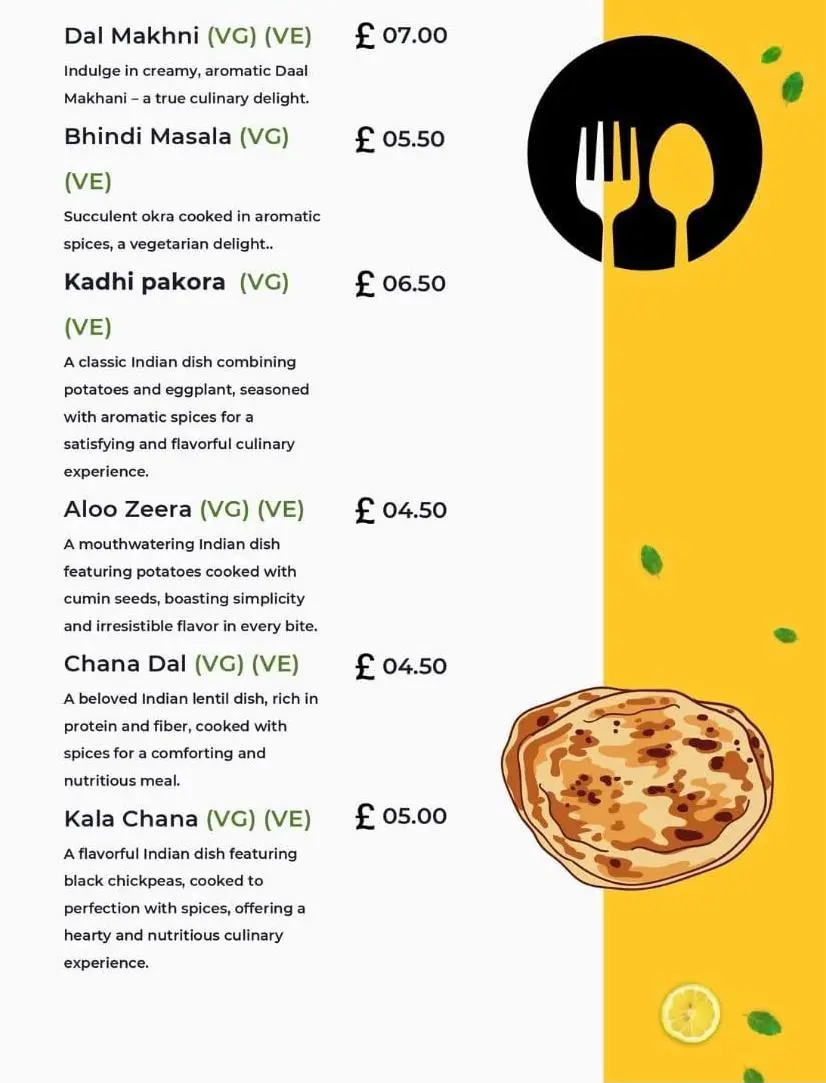 Dal Makhni (VG) (VE) £ 07.00
Indulge in creamy, aromatic Daal
Makhani – a true culinary delight.
Bhindi Masala (VG) £ 05.50
(VE)
Succulent okra cooked in aromatic
spices, a vegetarian delight..
Kadhi pakora (VG) £ 06.50
(VE)
A classic Indian dish combining
potatoes and eggplant, seasoned
with aromatic spices for a
satisfying and flavorful culinary
experience.
Aloo Zeera (VG) (VE) £ 04.50
A mouthwatering Indian dish
featuring potatoes cooked with
cumin seeds, boasting simplicity
and irresistible flavor in every bite.
Chana Dal (VG) (VE) £ 04.50
A beloved Indian lentil dish, rich in
protein and fiber, cooked with
spices for a comforting and
nutritious meal.
Kala Chana (VG) (VE) £ 05.00
A flavorful Indian dish featuring
black chickpeas, cooked to
perfection with spices, offering a
hearty and nutritious culinary
experience.